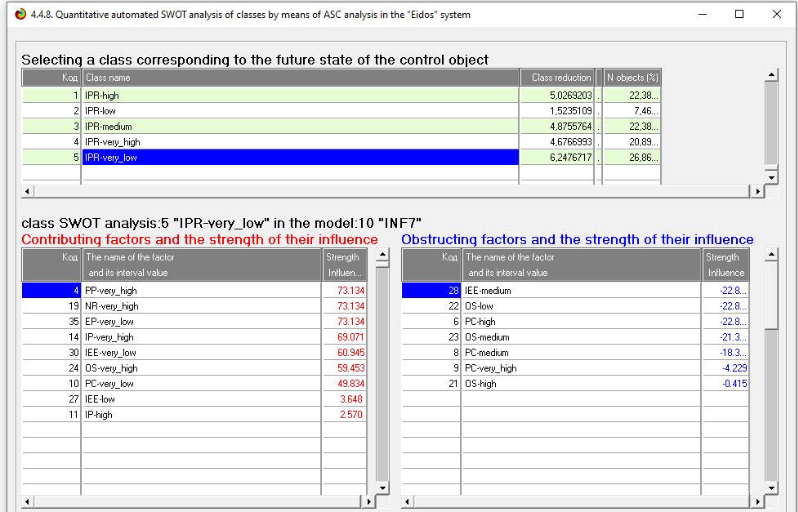 4.4.8. Quantitative automated SWOT analysis of classes by means of ASC analysis in the "Eidos" system
Selecting a class corresponding to the future state of the control object
Код Class name Class reduction N objects (%)
1 IPR-high 5,0269203 . 22,38...
2 IPR-low 1,5235109 . 7,46...
3 IPR-medium 4,8755764 . 22,38...
4 IPR-very_high 4,6766993 . 20,89...
5 IPR-very_low 6,2476717 . 26,86...
class SWOT analysis:5 "IPR-very_low" in the model:10 "INF7"
Contributing factors and the strength of their influence
Код The name of the factor Strength
and its interval value Influen...
4 PP-very_high 73.134
19 NR-very_high 73.134
35 EP-very_low 73.134
14 IP-very_high 69.071
30 IEE-very_low 60.945
24 OS-very_high 59.453
10 PC-very_low 49.834
27 IEE-low 3.648
11 IP-high 2.570
Obstructing factors and the strength of their influence
Код The name of the factor Strength
and its interval value Influence
28 IEE-medium -22.8...
22 OS-low -22.8...
6 PC-high -22.8...
23 OS-medium -21.3...
8 PC-medium -18.3...
9 PC-very_high -4.229
21 OS-high -0.415